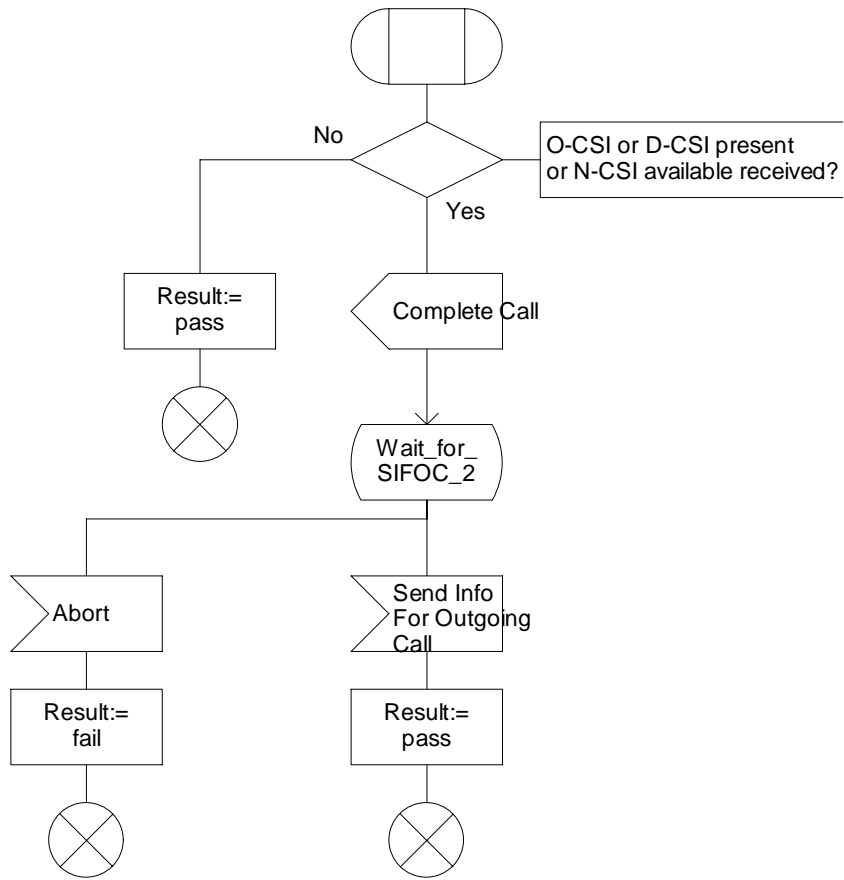 No
O-CSI or D-CSI present
or N-CSI available received?
Yes
Result:=
pass
Complete Call
Wait_for_
SIFOC_2
Abort
Send Info
For Outgoing
Call
Result:=
fail
Result:=
pass